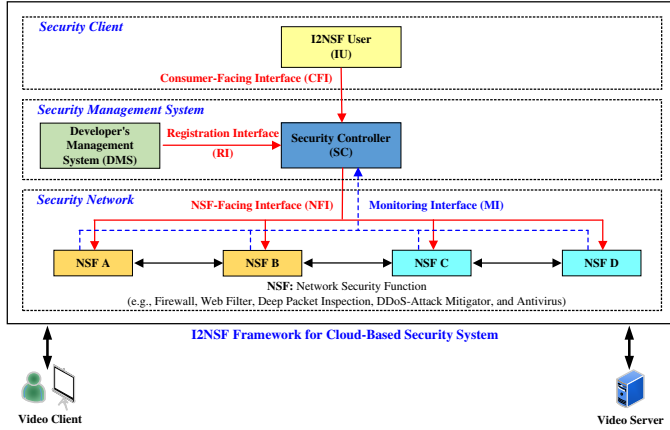 Security Client
I2NSF User
(IU)
Consumer-Facing Interface (CFI)
Security Management System
Developer's
Management
System (DMS)
Registration Interface
(RI)
Security Controller
(SC)
Security Network
NSF-Facing Interface (NFI)
Monitoring Interface (MI)
NSF A
NSF B
NSF C
NSF D
NSF: Network Security Function
(e.g., Firewall, Web Filter, Deep Packet Inspection, DDoS-Attack Mitigator, and Antivirus)
I2NSF Framework for Cloud-Based Security System
Video Client
Video Server